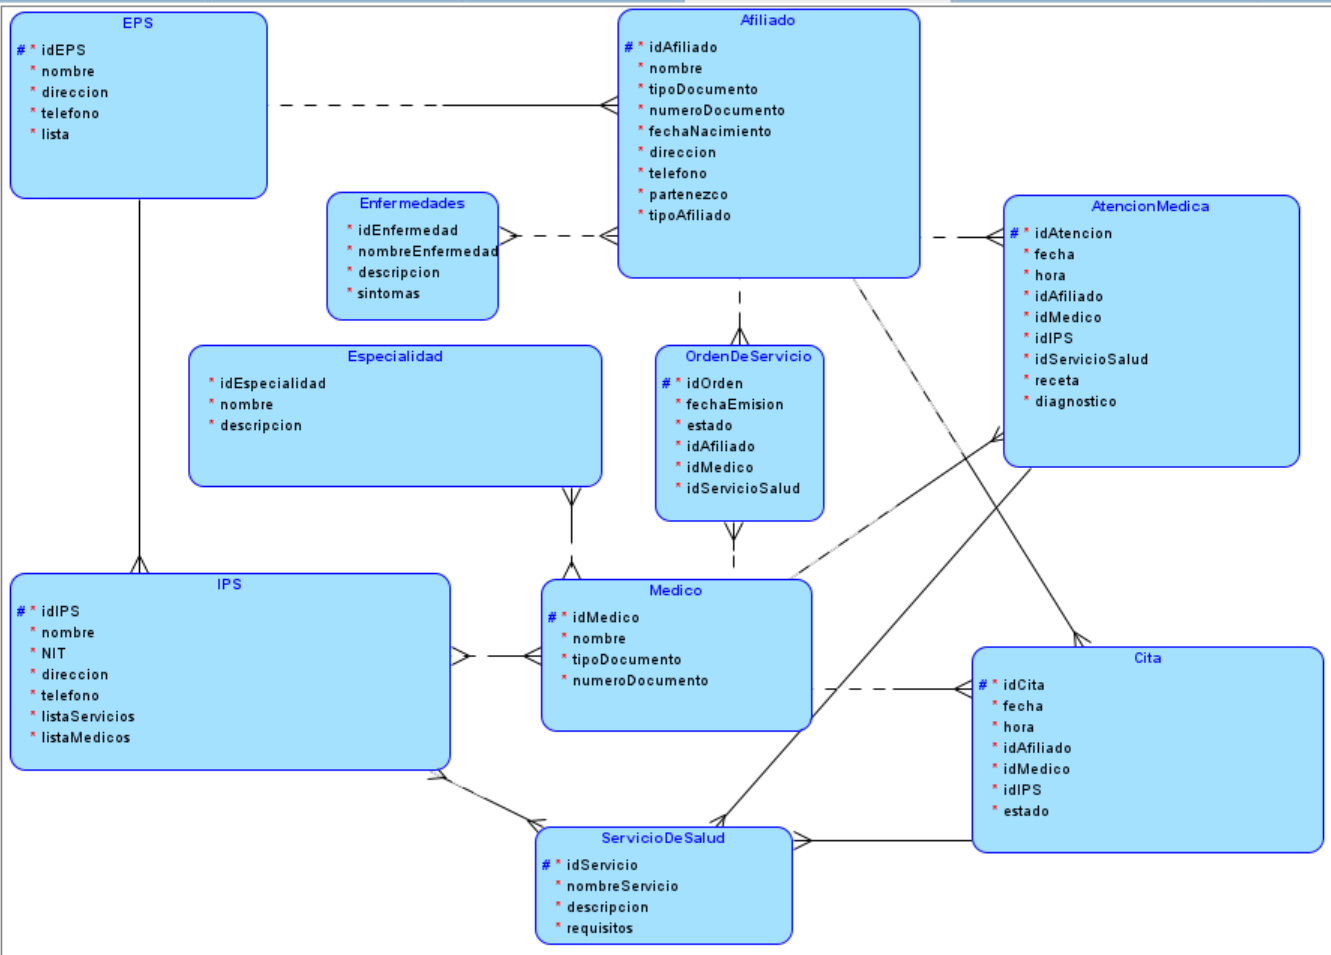 EPS
# * idEPS
* nombre
* direccion
* telefono
* lista
Afiliado
# * idAfiliado
* nombre
* tipoDocumento
* numeroDocumento
* fechaNacimiento
* direccion
* telefono
* partenezco
* tipoAfiliado
Enfermedades
* idEnfermedad
* nombreEnfermedad
* descripcion
* sintomas
AtencionMedica
# * idAtencion
* fecha
* hora
* idAfiliado
* idMedico
* idIPS
* idServicioSalud
* receta
* diagnostico
Especialidad
* idEspecialidad
* nombre
* descripcion
OrdenDeServicio
# * idOrden
* fechaEmision
* estado
* idAfiliado
* idMedico
* idServicioSalud
IPS
# * idIPS
* nombre
* NIT
* direccion
* telefono
* listaServicios
* listaMedicos
Medico
# * idMedico
* nombre
* tipoDocumento
* numeroDocumento
Cita
# * idCita
* fecha
* hora
* idAfiliado
* idMedico
* idIPS
* estado
ServicioDeSalud
# * idServicio
* nombreServicio
* descripcion
* requisitos